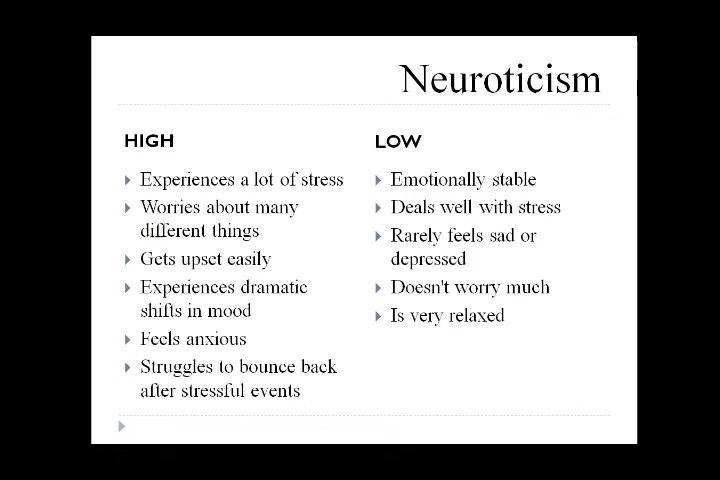 Neuroticism
HIGH
Experiences a lot of stress
Worries about many
different things
Gets upset easily
Experiences dramatic
shifts in mood
Feels anxious
Struggles to bounce back
after stressful events
LOW
Emotionally stable
Deals well with stress
Rarely feels sad or
depressed
Doesn't worry much
Is very relaxed